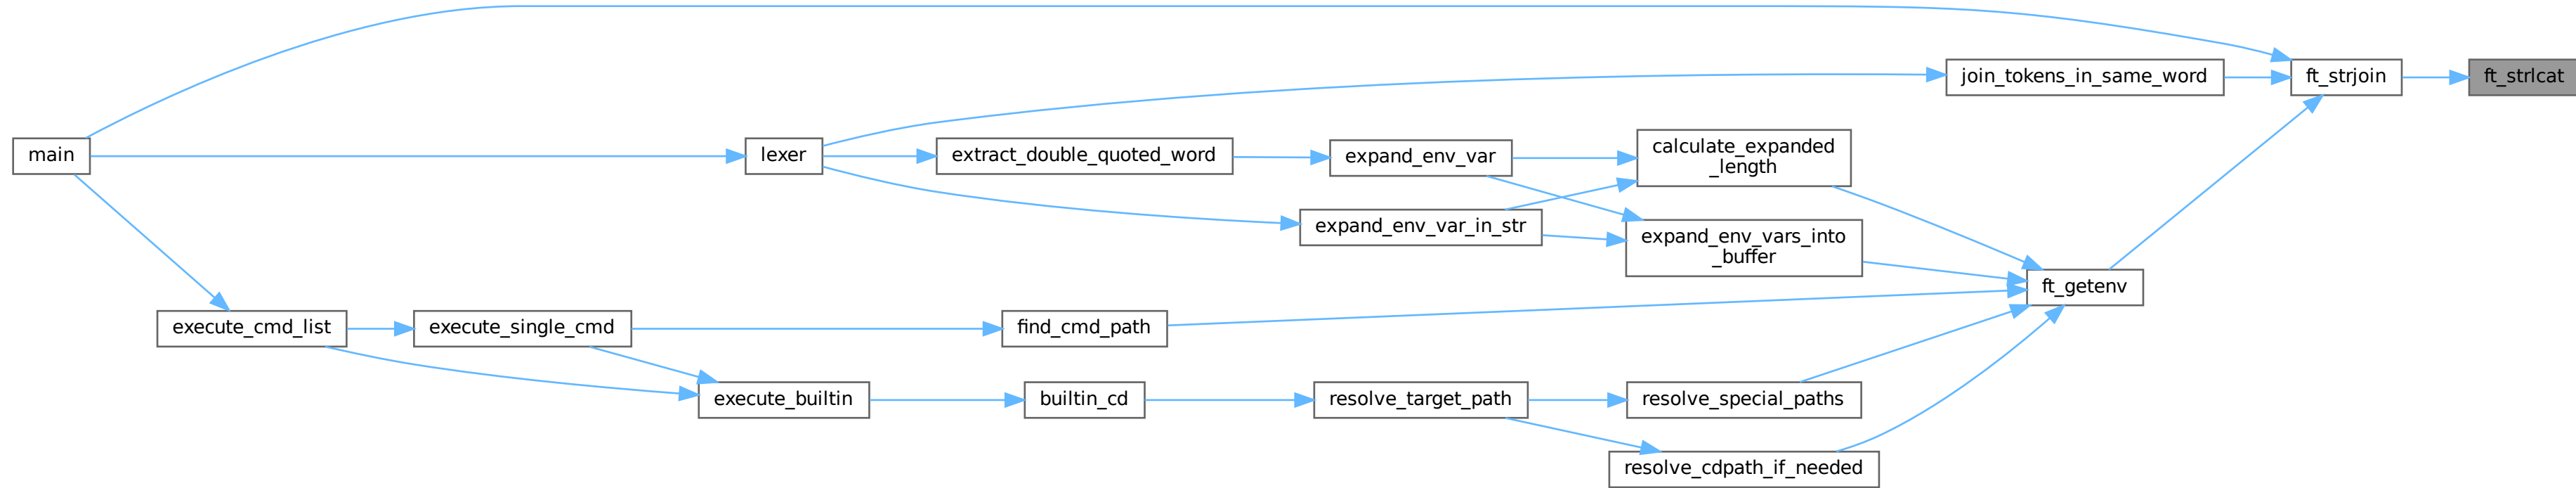 ft_strjoin
ft_strlcat
join_tokens_in_same_word
main
lexer
extract_double_quoted_word
expand_env_var
calculate_expanded
_length
expand_env_var_in_str
expand_env_vars_into
_buffer
ft_getenv
execute_cmd_list
execute_single_cmd
find_cmd_path
execute_builtin
builtin_cd
resolve_target_path
resolve_special_paths
resolve_cdpath_if_needed